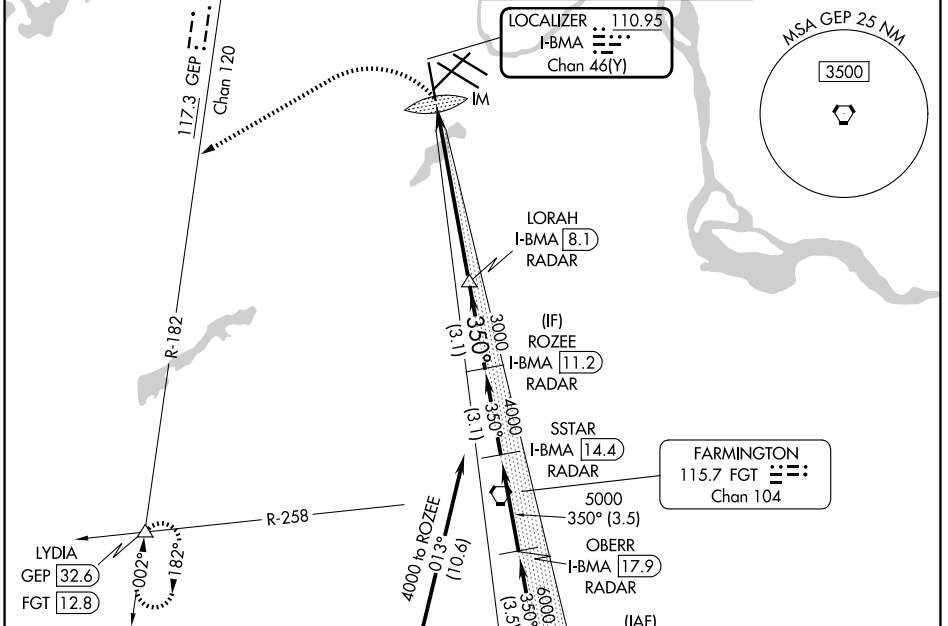 LOCALIZER 110.95
I-BMA
Chan 46(Y)
MSA GEP 25 NM
3500
117.3 GEP
Chan 120
IM
LORAH
I-BMA 8.1
RADAR
R-182
350°
(3.1)
3000
(IF)
ROZEE
I-BMA 11.2
RADAR
350°
(3.1)
4000
SSTAR
I-BMA 14.4
RADAR
FARMINGTON
115.7 FGT
Chan 104
5000
350° (3.5)
4000 to ROZEE
013°
(10.6)
R-258
OBERR
I-BMA 17.9
RADAR
LYDIA
GEP 32.6
FGT 12.8
002°
182°
350°
(3.5)
6000
(IAF)